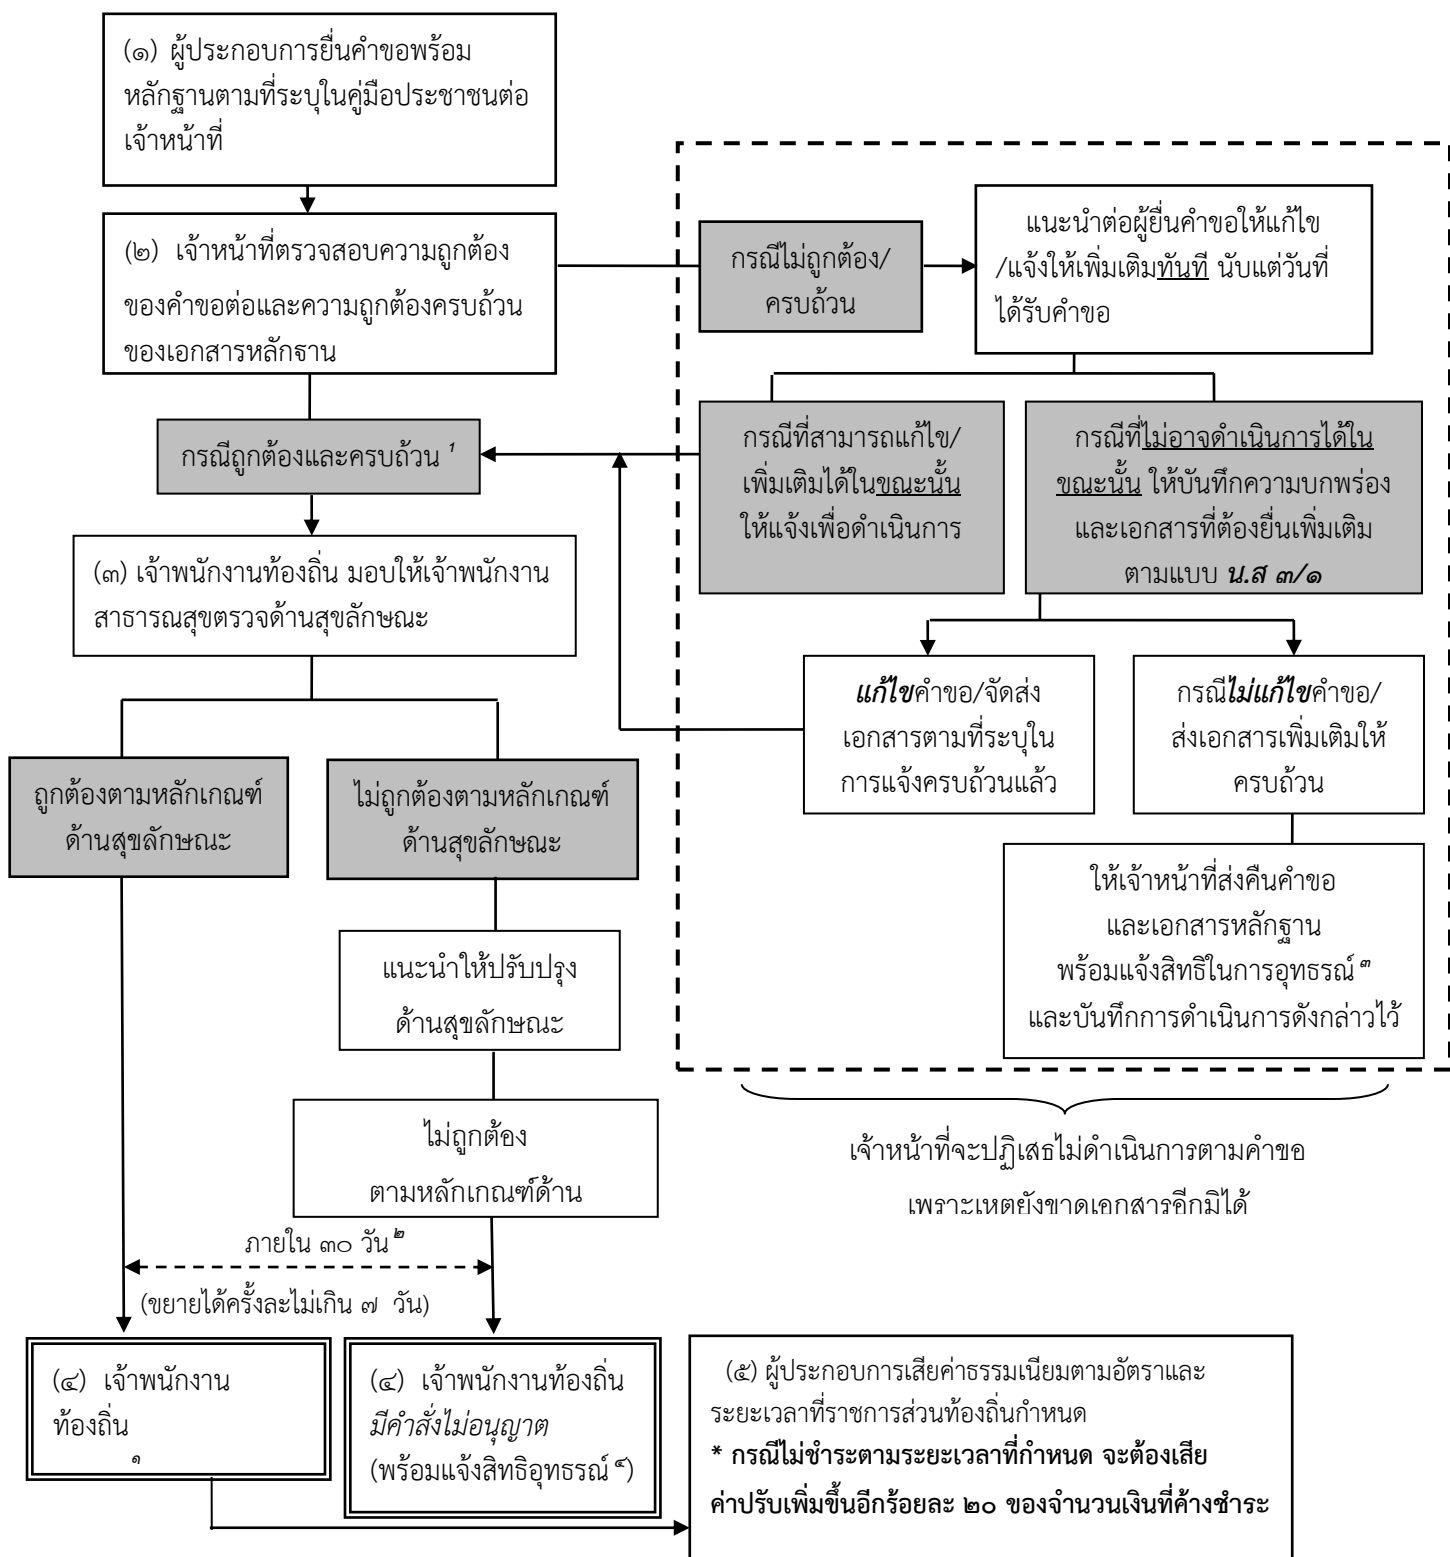 (๑) ผู้ประกอบการยื่นคำขอพร้อม
หลักฐานตามที่ระบุในคู่มือประชาชนต่อ
เจ้าหน้าที่
(๒) เจ้าหน้าที่ตรวจสอบความถูกต้อง
ของคำขอต่อและความถูกต้องครบถ้วน
ของเอกสารหลักฐาน
กรณีไม่ถูกต้อง/
ครบถ้วน
แนะนำต่อผู้ยื่นคำขอให้แก้ไข
/แจ้งให้เพิ่มเติมทันที นับแต่วันที่
ได้รับคำขอ
กรณีถูกต้องและครบถ้วน ¹
กรณีที่สามารถแก้ไข/
เพิ่มเติมได้ในขณะนั้น
ให้แจ้งเพื่อดำเนินการ
กรณีที่ไม่อาจดำเนินการได้ใน
ขณะนั้น ให้บันทึกความบกพร่อง
และเอกสารที่ต้องยื่นเพิ่มเติม
ตามแบบ น.ส ๓/๑
(๓) เจ้าพนักงานท้องถิ่น มอบให้เจ้าพนักงาน
สาธารณสุขตรวจด้านสุขลักษณะ
แก้ไขคำขอ/จัดส่ง
เอกสารตามที่ระบุใน
การแจ้งครบถ้วนแล้ว
กรณีไม่แก้ไขคำขอ/
ส่งเอกสารเพิ่มเติมให้
ครบถ้วน
ถูกต้องตามหลักเกณฑ์
ด้านสุขลักษณะ
ไม่ถูกต้องตามหลักเกณฑ์
ด้านสุขลักษณะ
ให้เจ้าหน้าที่ส่งคืนคำขอ
และเอกสารหลักฐาน
พร้อมแจ้งสิทธิในการอุทธรณ์ ๓
และบันทึกการดำเนินการดังกล่าวไว้
แนะนำให้ปรับปรุง
ด้านสุขลักษณะ
ไม่ถูกต้อง
ตามหลักเกณฑ์ด้าน
เจ้าหน้าที่จะปฏิเสธไม่ดำเนินการตามคำขอ
เพราะเหตุยังขาดเอกสารอีกมิได้
ภายใน ๓๐ วัน ๒
(ขยายได้ครั้งละไม่เกิน ๗ วัน)
(๔) เจ้าพนักงาน
ท้องถิ่น
๑
(๔) เจ้าพนักงานท้องถิ่น
มีคำสั่งไม่อนุญาต
(พร้อมแจ้งสิทธิอุทธรณ์ ๔)
(๕) ผู้ประกอบการเสียค่าธรรมเนียมตามอัตราและ
ระยะเวลาที่ราชการส่วนท้องถิ่นกำหนด
* กรณีไม่ชำระตามระยะเวลาที่กำหนด จะต้องเสีย
ค่าปรับเพิ่มขึ้นอีกร้อยละ ๒๐ ของจำนวนเงินที่ค้างชำระ